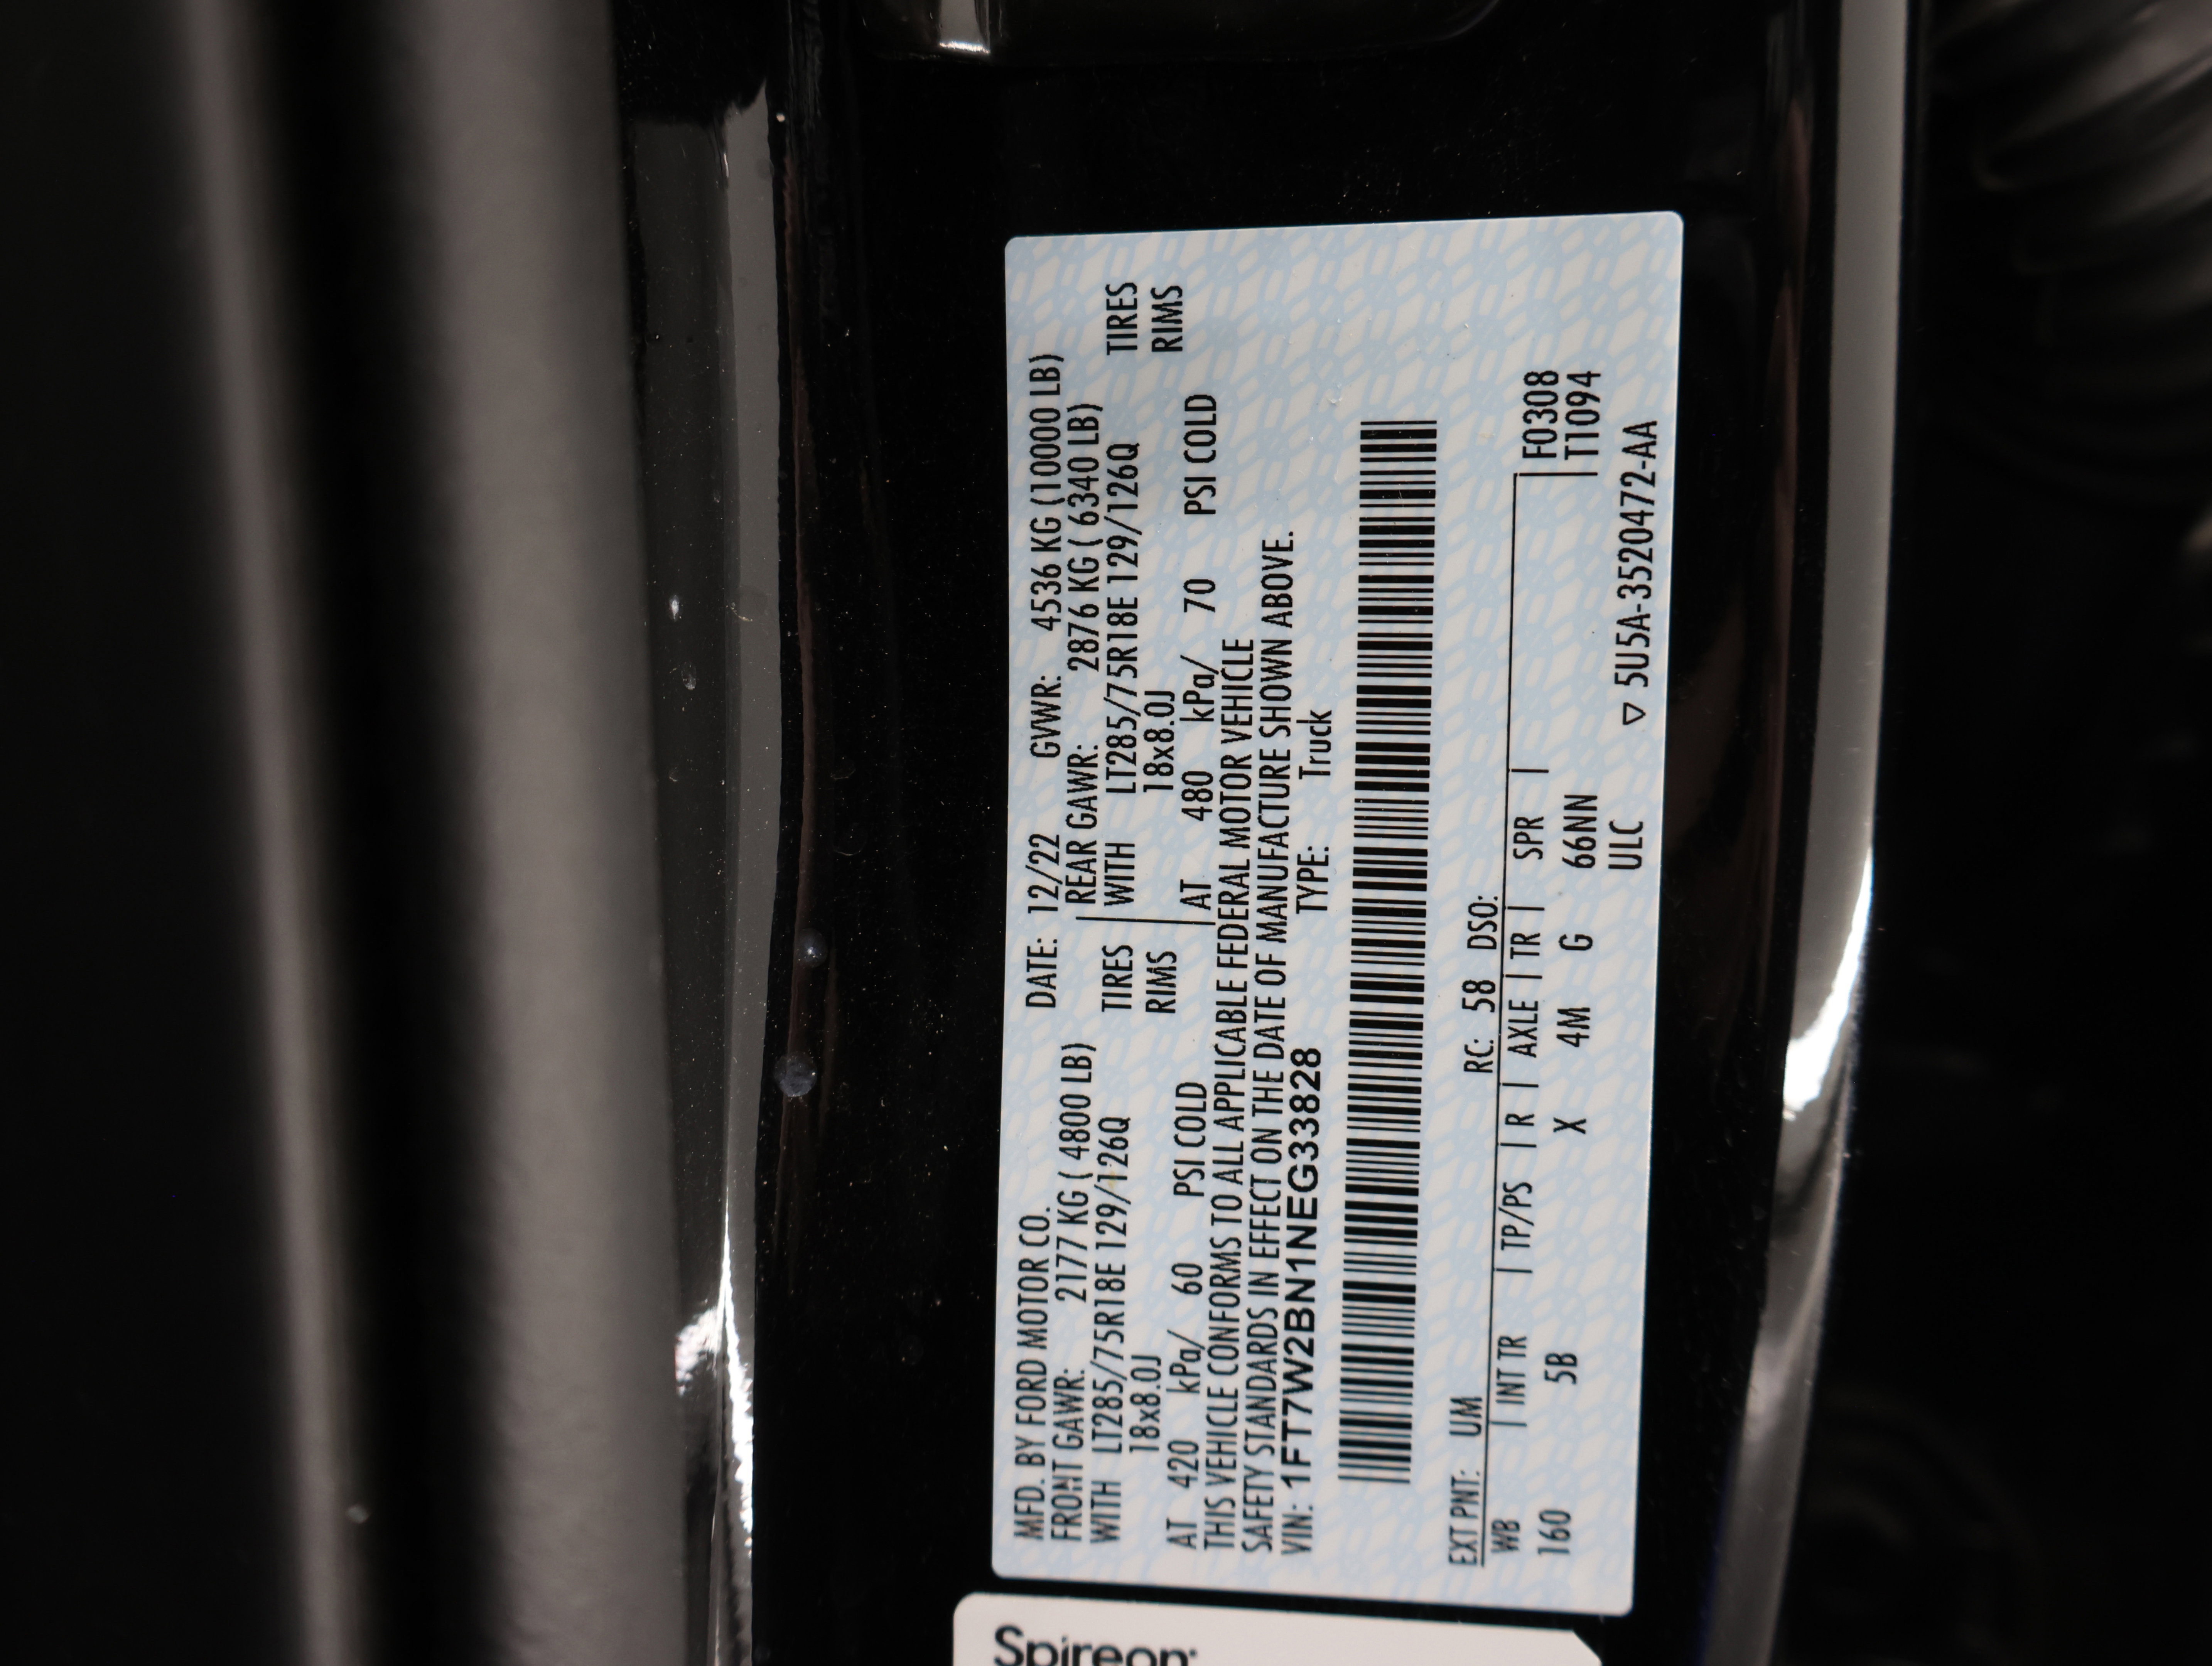 MFD. BY FORD MOTOR CO. DATE: 12/22 GVWR: 4536 KG (10000 LB)
FRONT GAWR: 2177 KG ( 4800 LB) REAR GAWR: 2876 KG ( 6340 LB)
WITH LT285/75R18E 129/126Q TIRES WITH LT285/75R18E 129/126Q TIRES
18x8.0J RIMS 18x8.0J RIMS
AT 420 kPa/ 60 PSI COLD AT 480 kPa/ 70 PSI COLD
THIS VEHICLE CONFORMS TO ALL APPLICABLE FEDERAL MOTOR VEHICLE
SAFETY STANDARDS IN EFFECT ON THE DATE OF MANUFACTURE SHOWN ABOVE.
VIN: 1FT7W2BN1NEG33828 TYPE: Truck
EXT PNT: UM RC: 58 DSO:
WB | INT TR | TP/PS | R | AXLE | TR | SPR | | F0308
160 5B X 4M G 66NN | T1094
ULC ▽ 5U5A-3520472-AA
Spireon